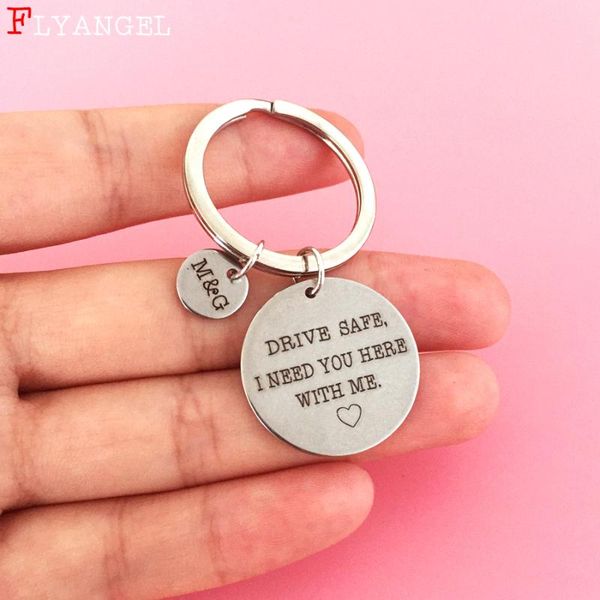 FLYANGEL
M&G
DRIVE SAFE,
I NEED YOU HERE
WITH ME.